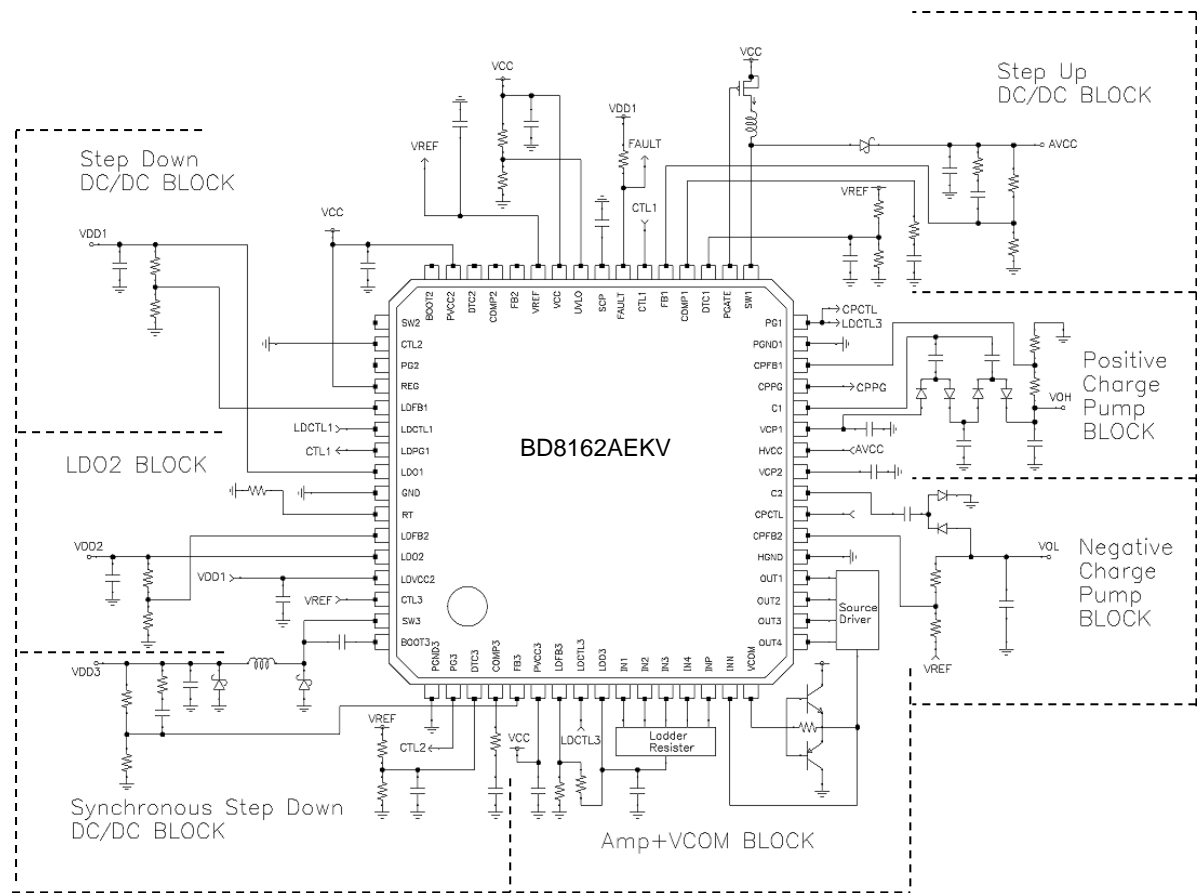 Step Up
DC/DC BLOCK
VCC
VCC
VDD1
FAULT
VREF
CTL1
AVCC
Step Down
DC/DC BLOCK
VREF
VCC
VDD1
BOOT2
PVCC2
DTC2
COMP2
FB2
VREF
VCC
UVLO
SCP
FAULT
CTL1
FB1
COMP1
DTC1
PGATE
SW1
SW2
CTL2
PG2
REG
LDFB1
LDCTL1
LDCTL1
CTL1
LDPG1
LDO1
GND
RT
LDFB2
LDO2
VDD1
LDVCC2
VREF
CTL3
SW3
BOOT3
LDO2 BLOCK
VDD2
BD8162AEKV
PG1
CPCTL
LDCTL3
PGND1
CPFB1
CPPG
CPPG
C1
VCP1
HVCC
AVCC
VCP2
C2
CPCTL
CPFB2
HGND
OUT1
OUT2
OUT3
OUT4
Source
Driver
Positive
Charge
Pump
BLOCK
VOH
VOL
Negative
Charge
Pump
BLOCK
VREF
PGND3
PG3
DTC3
COMP3
FB3
PVCC3
LDFB3
LDCTL3
LDO3
IN1
IN2
IN3
IN4
INP
INN
VCOM
VDD3
VREF
CTL2
VCC
LDCTL3
Ladder
Resister
Synchronous Step Down
DC/DC BLOCK
Amp+VCOM BLOCK